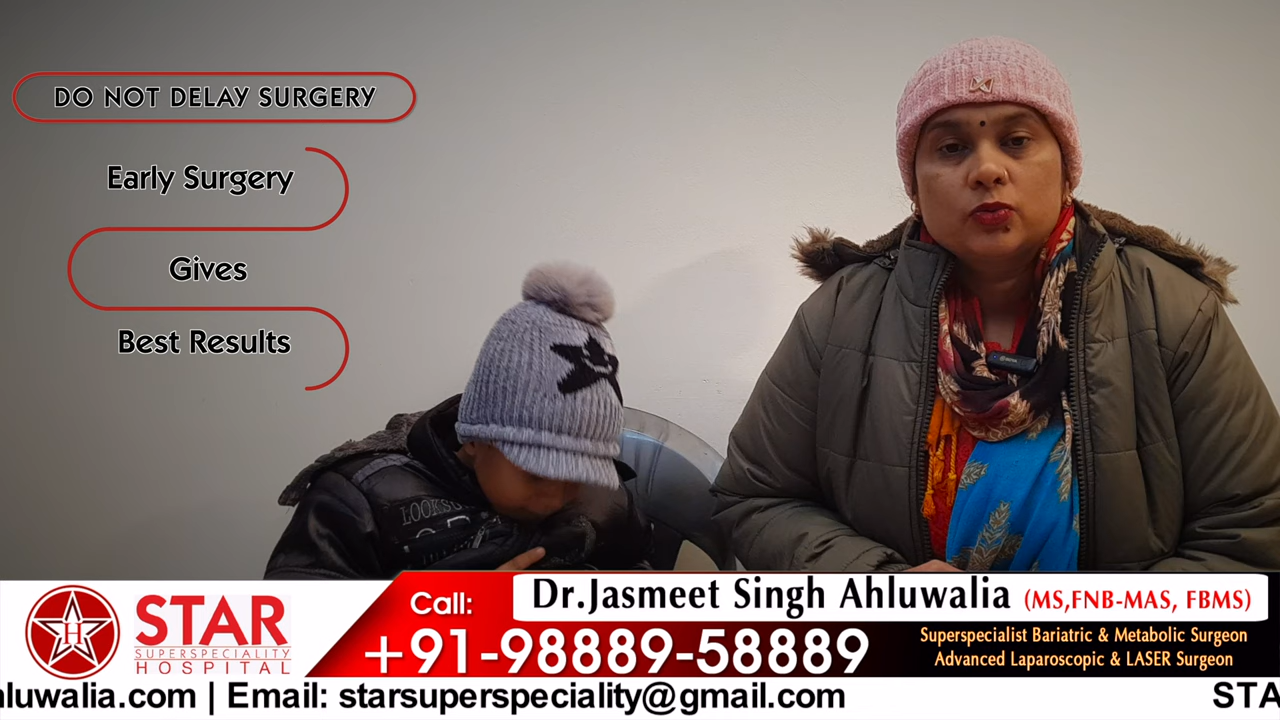 DO NOT DELAY SURGERY
Early Surgery
Gives
Best Results
LOOKS
STAR
SUPERSPECIALITY
HOSPITAL
H
Call:
+91-98889-58889
Dr.Jasmeet Singh Ahluwalia (MS,FNB-MAS, FBMS)
Superspecialist Bariatric & Metabolic Surgeon
Advanced Laparoscopic & LASER Surgeon
hluwalia.com | Email: starsuperspeciality@gmail.com STA